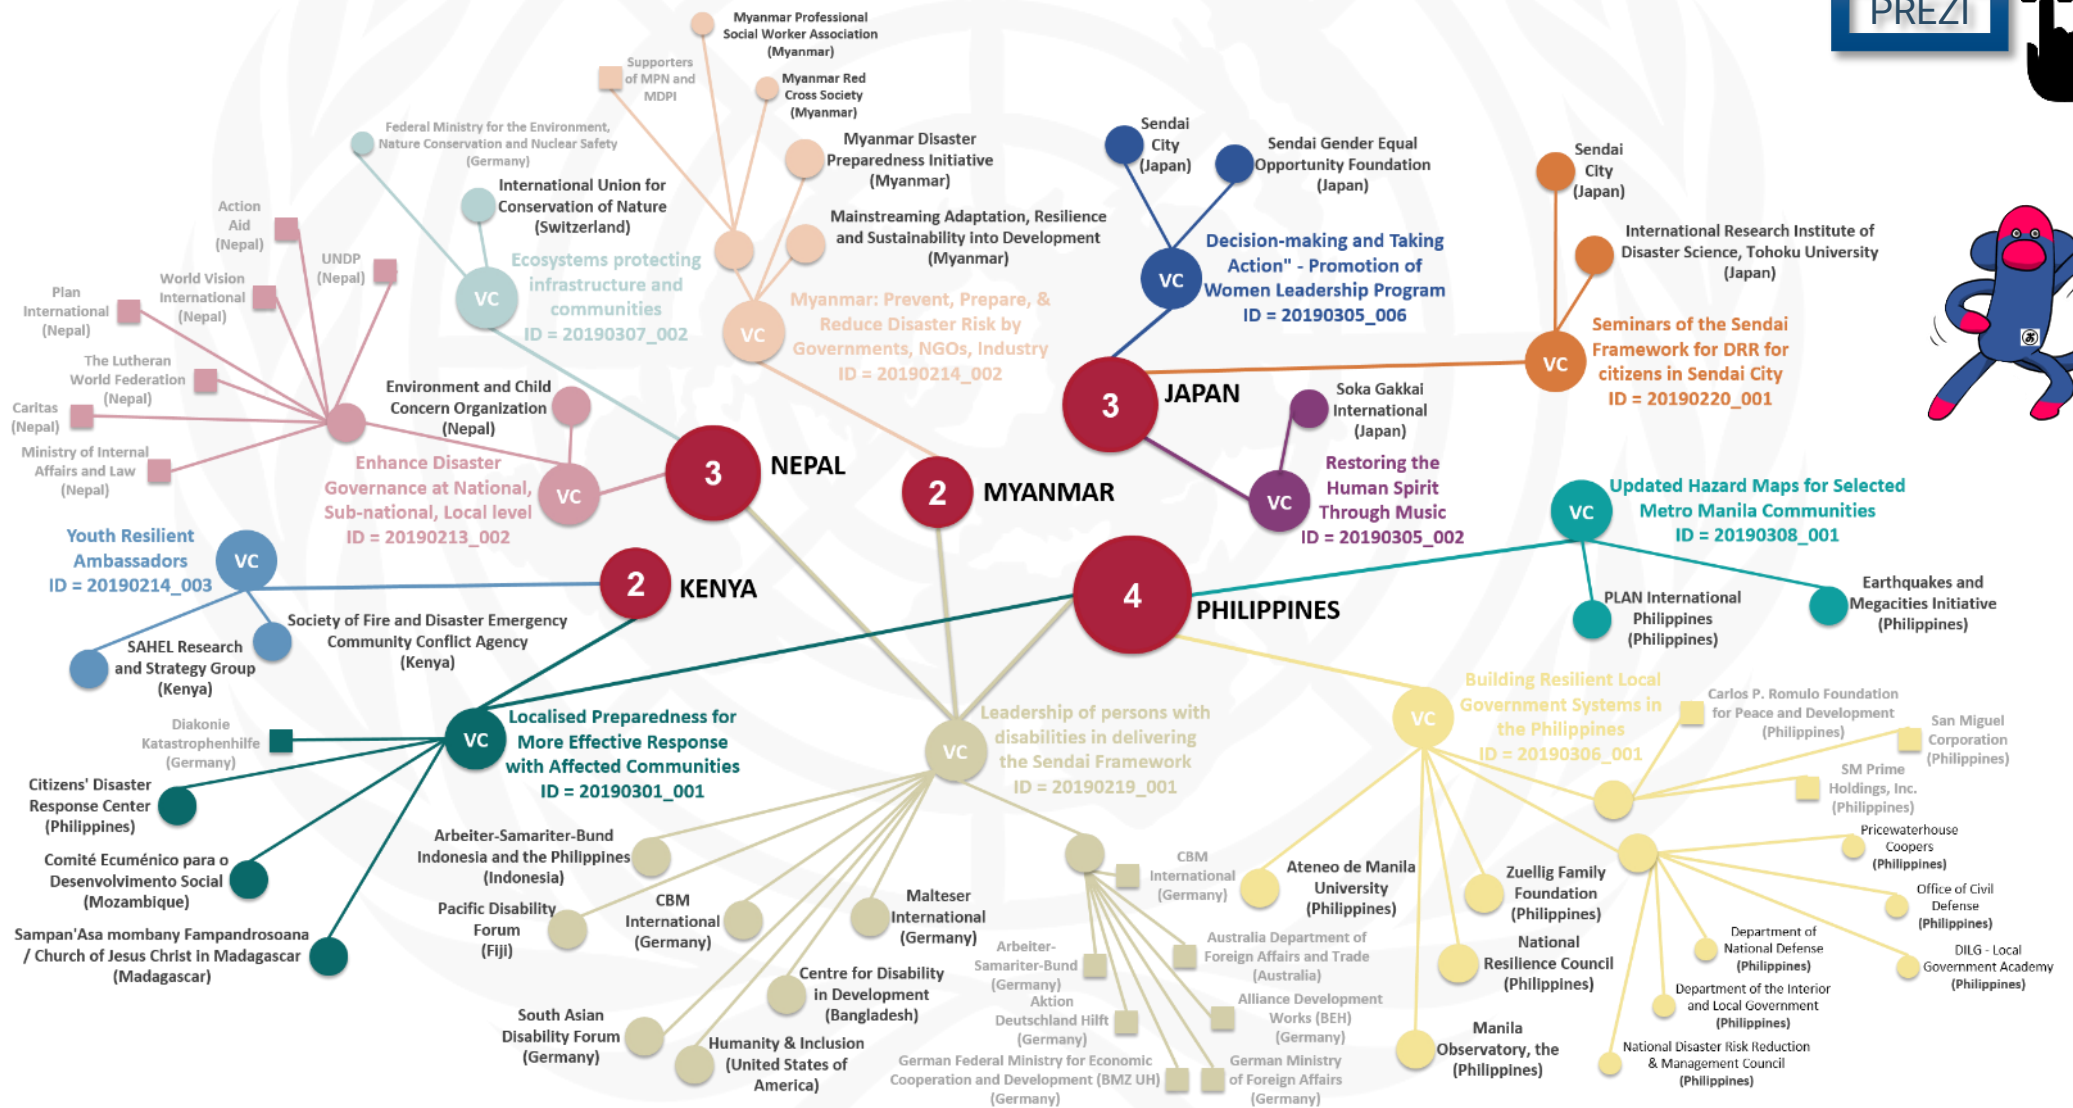 PREZI
Myanmar Professional
Social Worker Association
(Myanmar)
Supporters
of MPN and
MDPI
Myanmar Red
Cross Society
(Myanmar)
Federal Ministry for the Environment,
Nature Conservation and Nuclear Safety
(Germany)
Myanmar Disaster
Preparedness Initiative
(Myanmar)
International Union for
Conservation of Nature
(Switzerland)
Mainstreaming Adaptation, Resilience
and Sustainability into Development
(Myanmar)
VC
Ecosystems protecting
infrastructure and
communities
ID = 20190307_002
VC
Myanmar: Prevent, Prepare, &
Reduce Disaster Risk by
Governments, NGOs, Industry
ID = 20190214_002
Sendai
City
(Japan)
Sendai Gender Equal
Opportunity Foundation
(Japan)
VC
Decision-making and Taking
Action" - Promotion of
Women Leadership Program
ID = 20190305_006
Sendai
City
(Japan)
International Research Institute of
Disaster Science, Tohoku University
(Japan)
VC
Seminars of the Sendai
Framework for DRR for
citizens in Sendai City
ID = 20190220_001
あ
3
JAPAN
Soka Gakkai
International
(Japan)
VC
Restoring the
Human Spirit
Through Music
ID = 20190305_002
Action
Aid
(Nepal)
UNDP
(Nepal)
World Vision
International
(Nepal)
Plan
International
(Nepal)
The Lutheran
World Federation
(Nepal)
Caritas
(Nepal)
Ministry of Internal
Affairs and Law
(Nepal)
Environment and Child
Concern Organization
(Nepal)
Enhance Disaster
Governance at National,
Sub-national, Local level
ID = 20190213_002
VC
3
NEPAL
2
MYANMAR
Youth Resilient
Ambassadors
ID = 20190214_003
VC
2
KENYA
Society of Fire and Disaster Emergency
Community Conflict Agency
(Kenya)
SAHEL Research
and Strategy Group
(Kenya)
4
PHILIPPINES
VC
Updated Hazard Maps for Selected
Metro Manila Communities
ID = 20190308_001
PLAN International
Philippines
(Philippines)
Earthquakes and
Megacities Initiative
(Philippines)
Diakonie
Katastrophenhilfe
(Germany)
VC
Localised Preparedness for
More Effective Response
with Affected Communities
ID = 20190301_001
Citizens' Disaster
Response Center
(Philippines)
Comité Ecuménico para o
Desenvolvimento Social
(Mozambique)
Sampan'Asa mombany Fampandrosoana
/ Church of Jesus Christ in Madagascar
(Madagascar)
VC
Leadership of persons with
disabilities in delivering
the Sendai Framework
ID = 20190219_001
Arbeiter-Samariter-Bund
Indonesia and the Philippines
(Indonesia)
Pacific Disability
Forum
(Fiji)
CBM
International
(Germany)
Malteser
International
(Germany)
Centre for Disability
in Development
(Bangladesh)
South Asian
Disability Forum
(Germany)
Humanity & Inclusion
(United States of
America)
CBM
International
(Germany)
Arbeiter-
Samariter-Bund
(Germany)
Australia Department of
Foreign Affairs and Trade
(Australia)
Aktion
Deutschland Hilft
(Germany)
Alliance Development
Works (BEH)
(Germany)
German Federal Ministry for Economic
Cooperation and Development (BMZ UH)
(Germany)
German Ministry
of Foreign Affairs
(Germany)
VC
Building Resilient Local
Government Systems in
the Philippines
ID = 20190306_001
Carlos P. Romulo Foundation
for Peace and Development
(Philippines)
San Miguel
Corporation
(Philippines)
SM Prime
Holdings, Inc.
(Philippines)
Ateneo de Manila
University
(Philippines)
Zuellig Family
Foundation
(Philippines)
National
Resilience Council
(Philippines)
Manila
Observatory, the
(Philippines)
Pricewaterhouse
Coopers
(Philippines)
Office of Civil
Defense
(Philippines)
Department of
National Defense
(Philippines)
DILG - Local
Government Academy
(Philippines)
Department of the Interior
and Local Government
(Philippines)
National Disaster Risk Reduction
& Management Council
(Philippines)